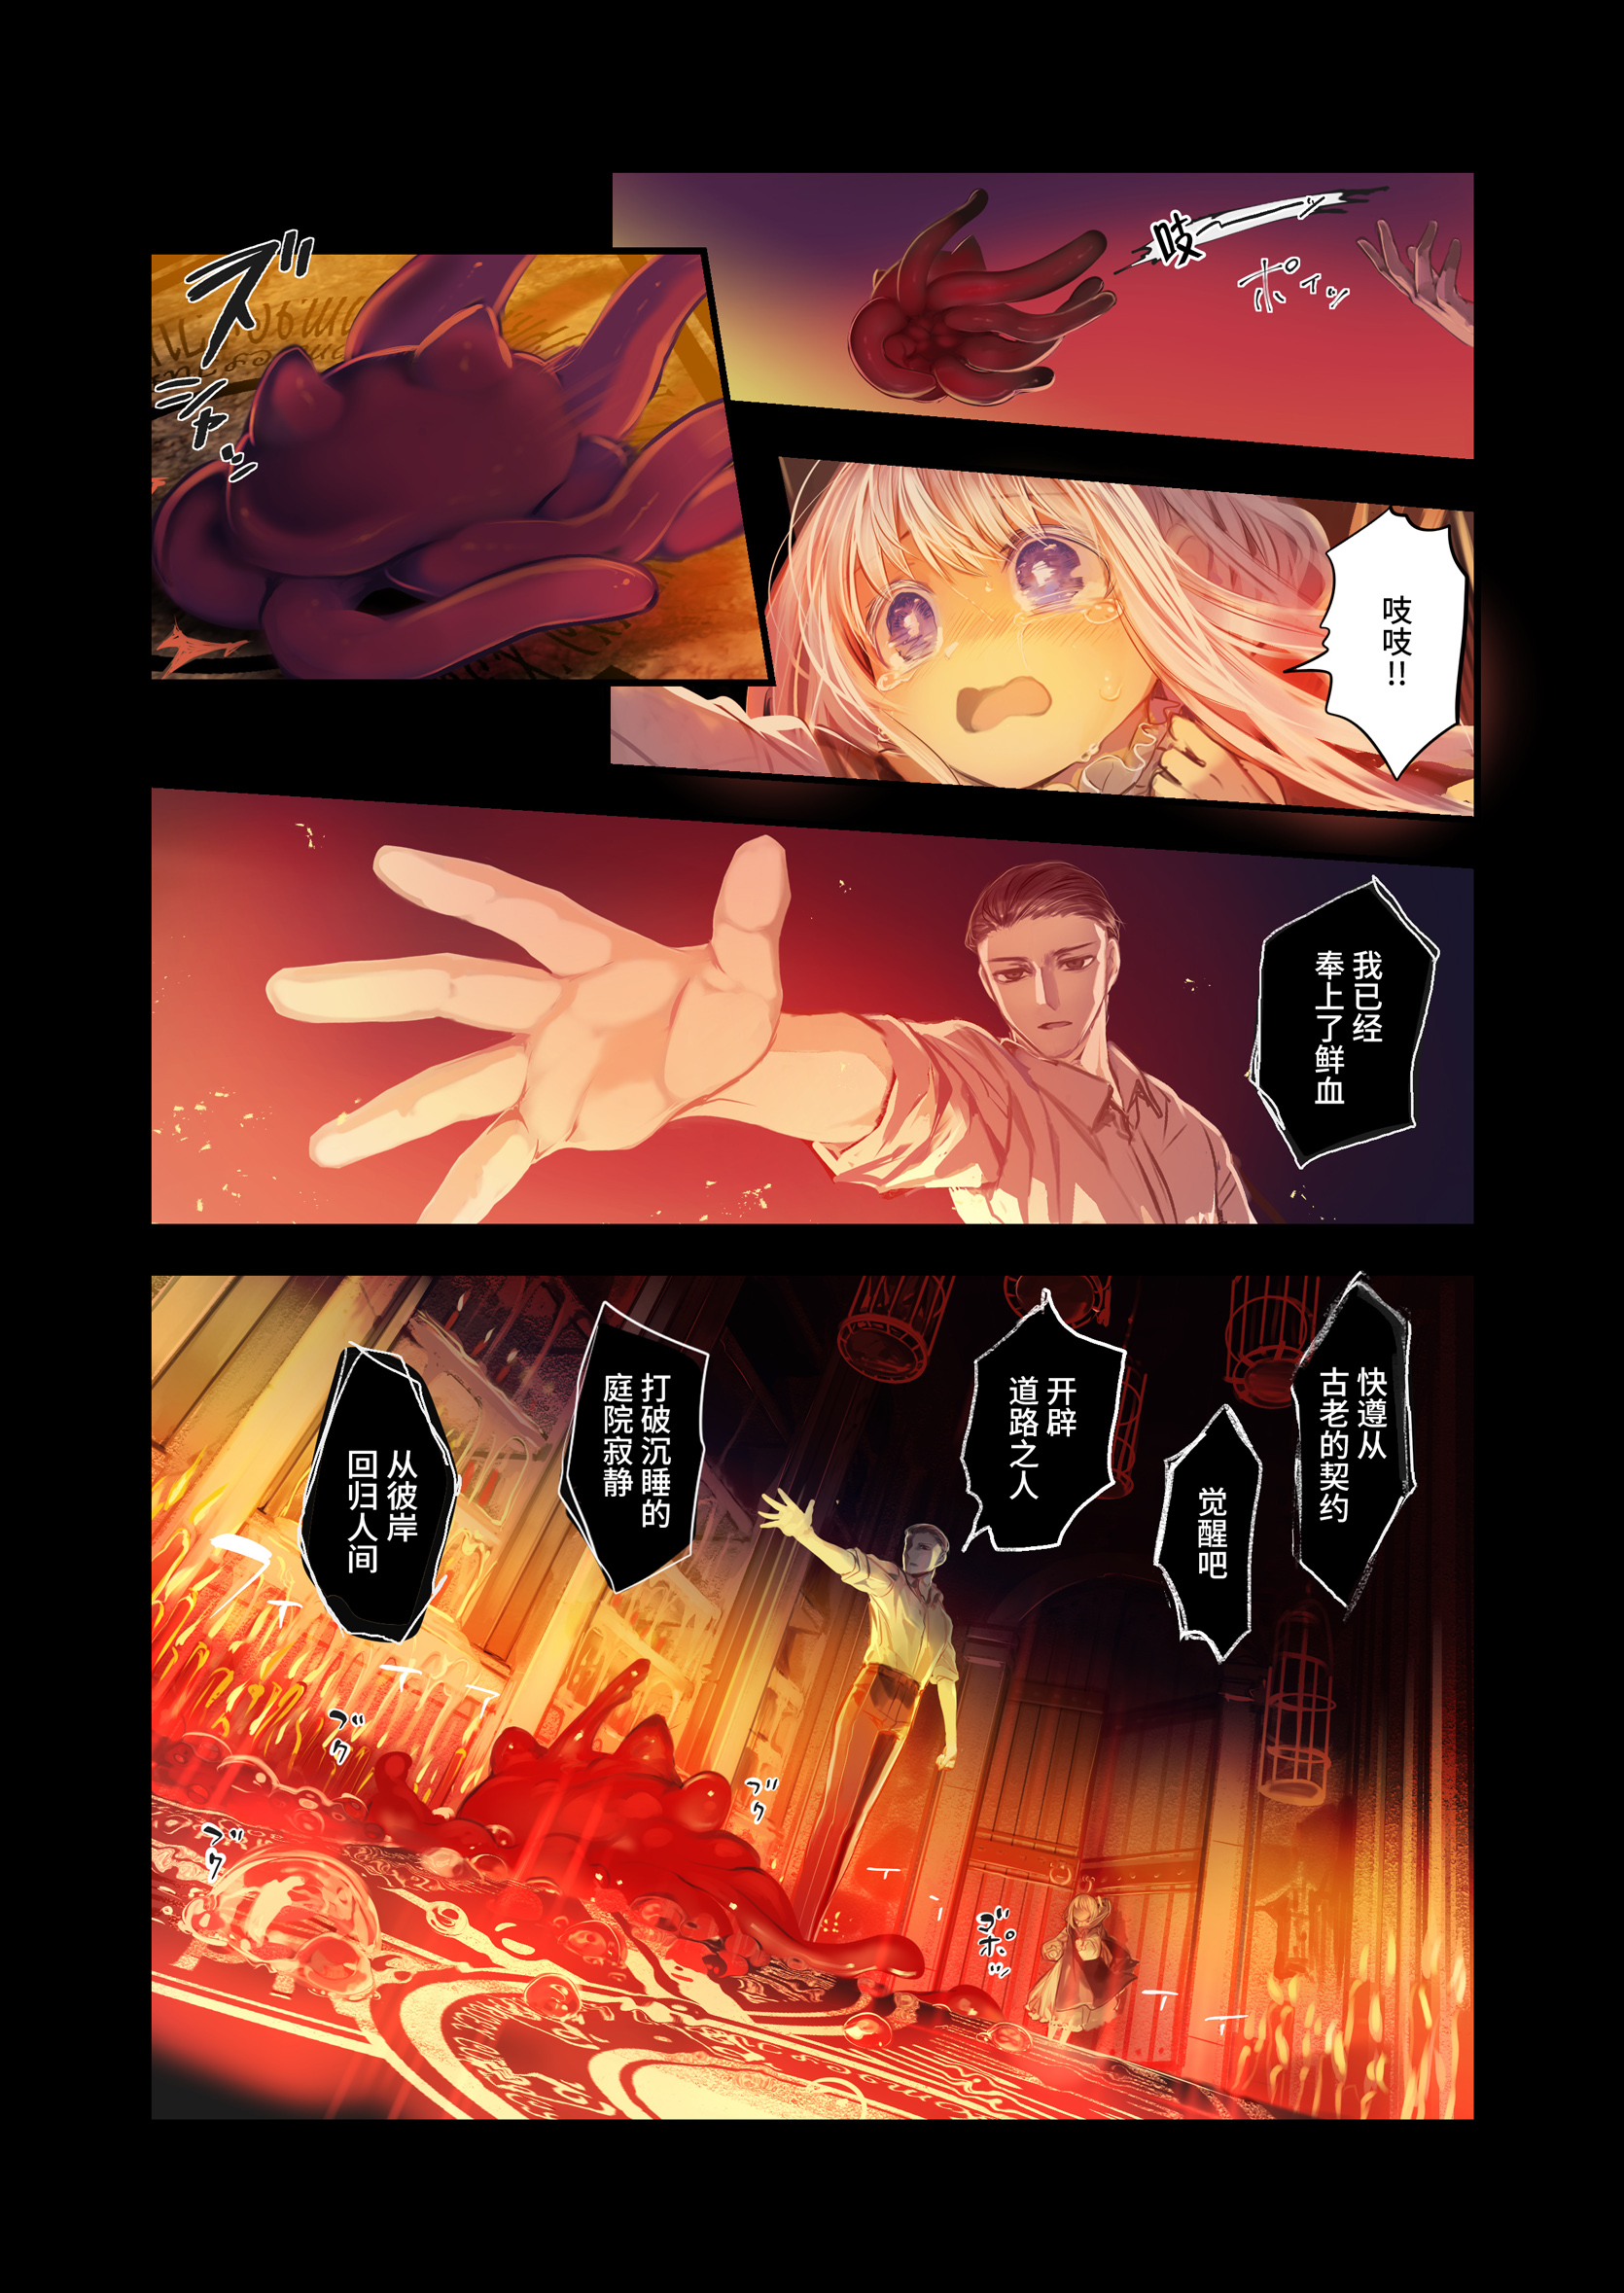 吱ーッ
ポイッ
ズシャッ
吱吱!!
我已经
奉上了鲜血
快遵从
古老的契约
觉醒吧
开辟
道路之人
打破沉睡的
庭院寂静
从彼岸
回归人间
ブク
ブク
ブク
ゴポッ